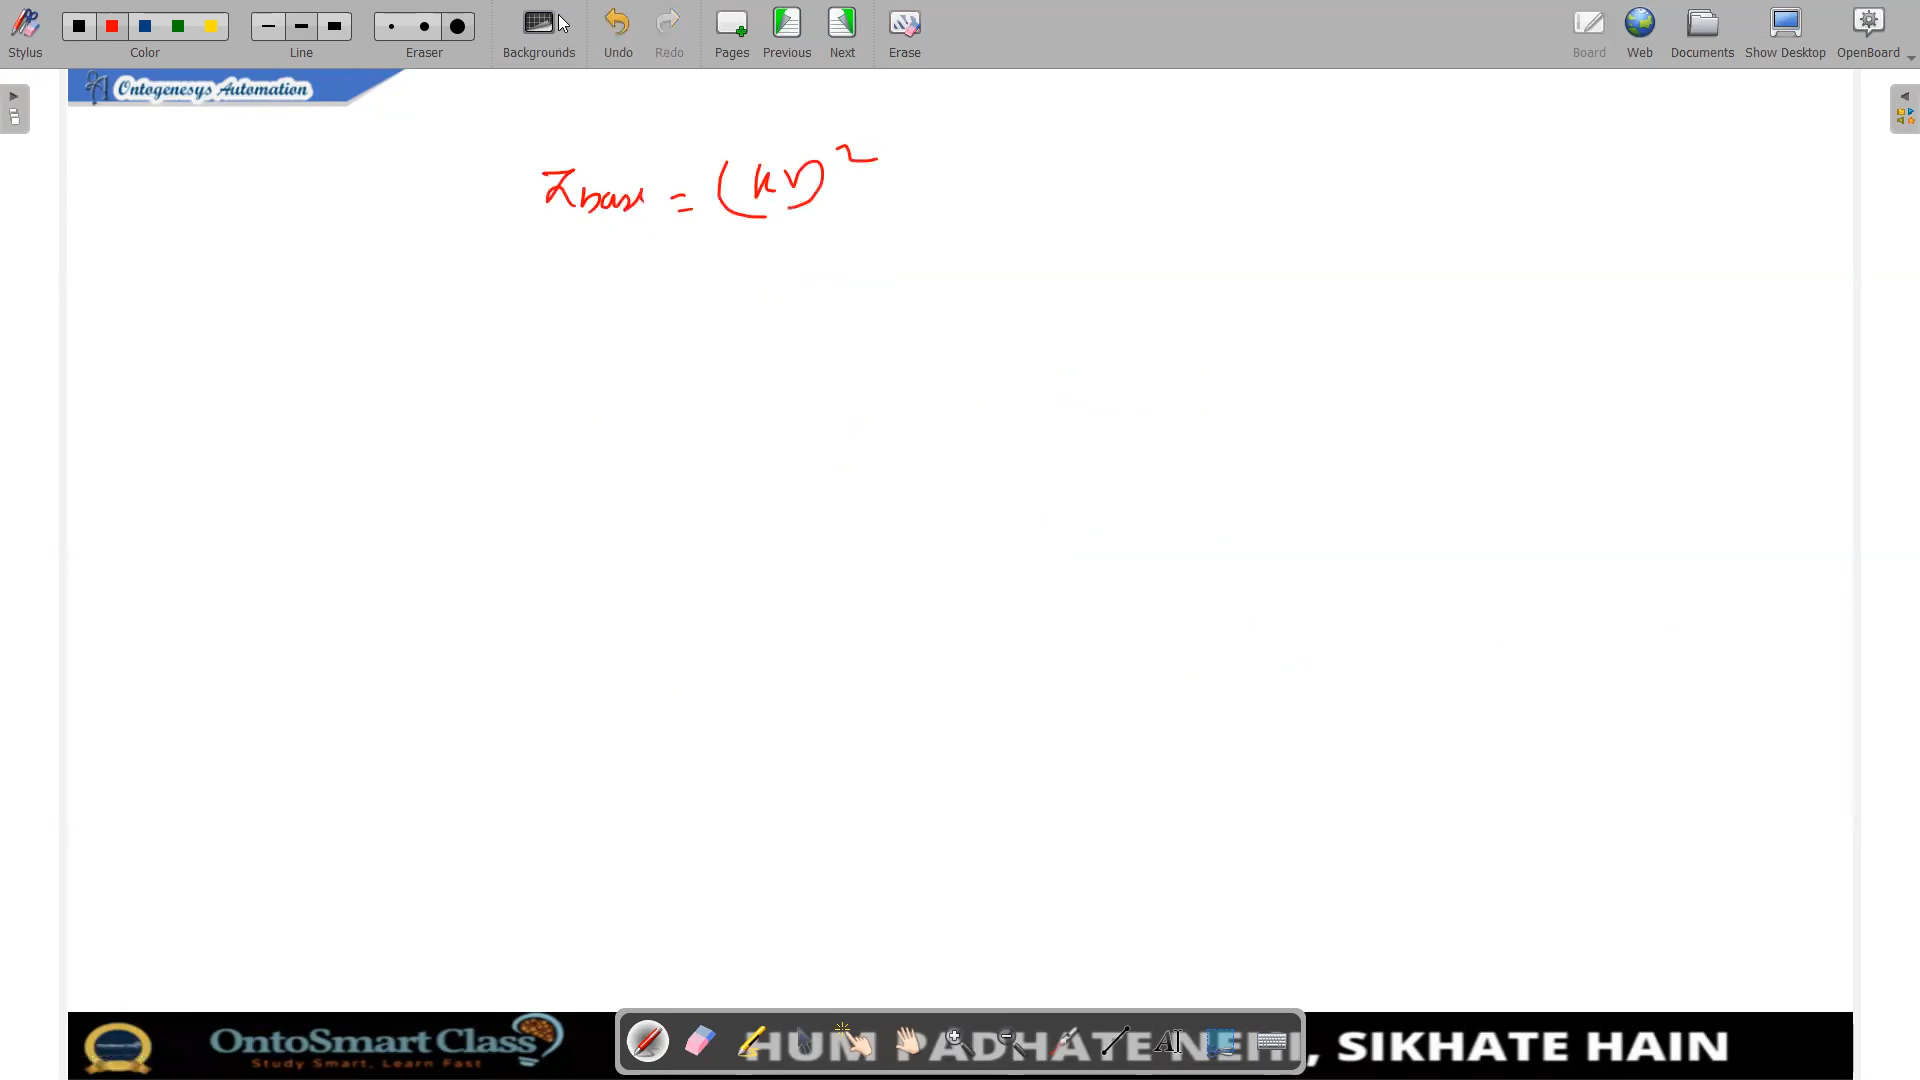 Stylus Color Line Eraser Backgrounds Undo Redo Pages Previous Next Erase Board Web Documents Show Desktop OpenBoard
Ontogenesys Automation
Zbase = (kV)²
OntoSmart Class
Study Smart, Learn Fast
HUM PADHATE NEHI, SIKHATE HAIN